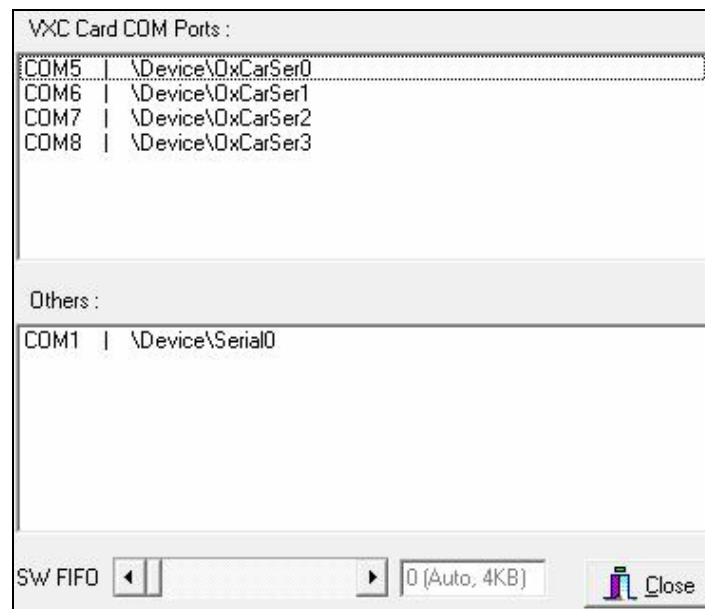 VXC Card COM Ports :
COM5 | \Device\OxCarSer0
COM6 | \Device\OxCarSer1
COM7 | \Device\OxCarSer2
COM8 | \Device\OxCarSer3
Others :
COM1 | \Device\Serial0
SW FIFO 0 (Auto, 4KB) Close